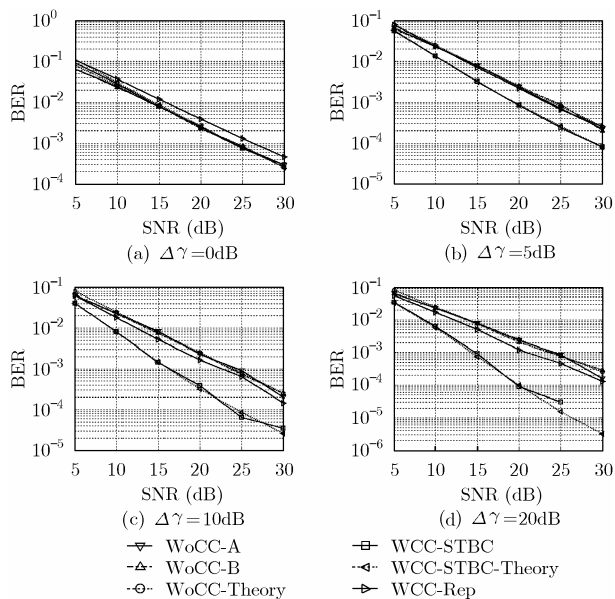 10⁰
10⁻¹
10⁻²
10⁻³
10⁻⁴
BER
5 10 15 20 25 30
SNR (dB)
(a) Δγ=0dB
10⁻¹
10⁻²
10⁻³
10⁻⁴
10⁻⁵
BER
5 10 15 20 25 30
SNR (dB)
(b) Δγ=5dB
10⁻¹
10⁻²
10⁻³
10⁻⁴
10⁻⁵
BER
5 10 15 20 25 30
SNR (dB)
(c) Δγ=10dB
10⁻¹
10⁻²
10⁻³
10⁻⁴
10⁻⁵
10⁻⁶
BER
5 10 15 20 25 30
SNR (dB)
(d) Δγ=20dB
WoCC-A
WoCC-B
WoCC-Theory
WCC-STBC
WCC-STBC-Theory
WCC-Rep